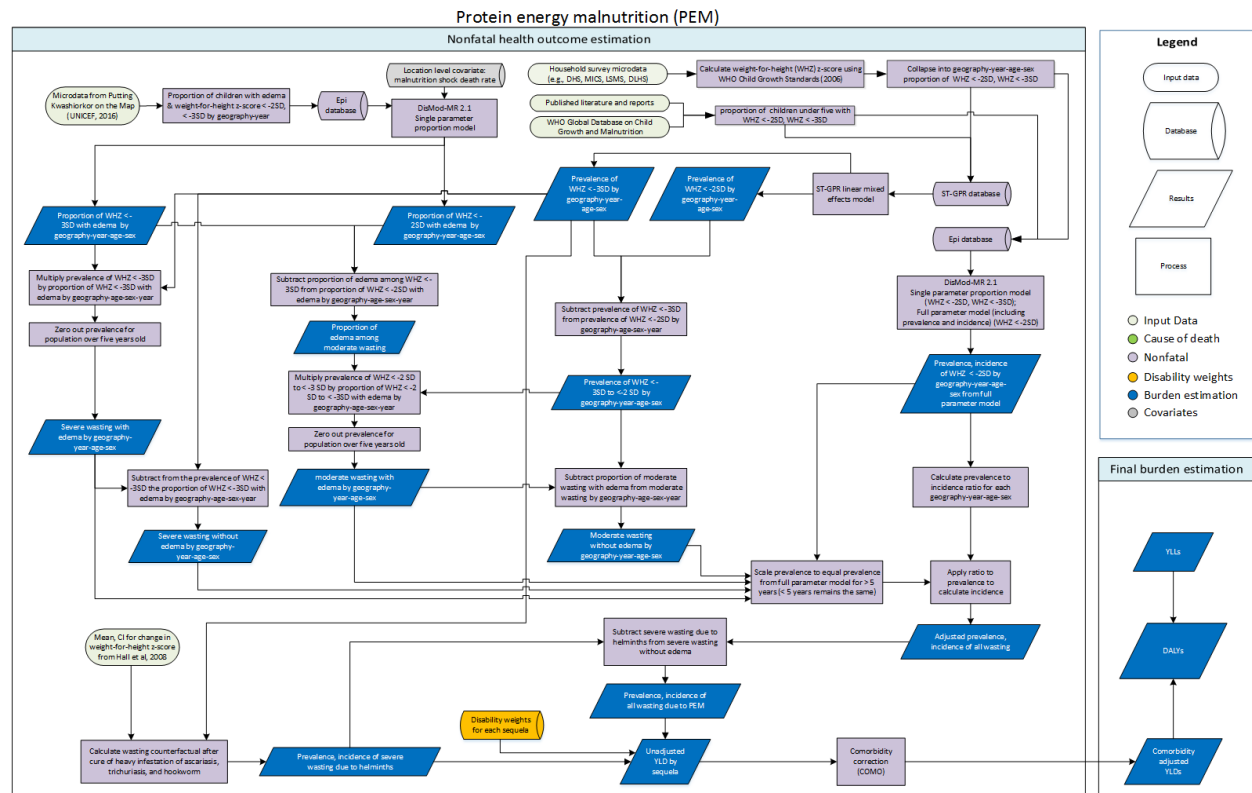 Protein energy malnutrition (PEM)
Nonfatal health outcome estimation
Microdata from Putting
Kwashiorkor on the Map
(UNICEF, 2016)
Proportion of children with edema
& weight-for-height z-score < -2SD,
< -3SD by geography-year
Epi
database
Location level covariate:
malnutrition shock death rate
DisMod-MR 2.1
Single parameter
proportion model
Household survey microdata
(e.g., DHS, MICS, LSMS, DLHS)
Calculate weight-for-height (WHZ) z-score using
WHO Child Growth Standards (2006)
Collapse into geography-year-age-sex
proportion of WHZ < -2SD, WHZ < -3SD
Published literature and reports
WHO Global Database on Child
Growth and Malnutrition
proportion of children under five with
WHZ < -2SD, WHZ < -3SD
Proportion of WHZ < -
3SD with edema by
geography-year-age-sex
Proportion of WHZ < -
2SD with edema by
geography-year-age-sex
Prevalence of
WHZ < -3SD by
geography-year-
age-sex
Prevalence of
WHZ < -2SD by
geography-year-
age-sex
ST-GPR linear mixed
effects model
ST-GPR database
Epi database
Multiply prevalence of WHZ < -3SD
by proportion of WHZ < -3SD with
edema by geography-age-sex-year
Zero out prevalence for
population over five years old
Severe wasting with
edema by geography-
year-age-sex
Subtract from the prevalence of WHZ <
-3SD the proportion of WHZ < -3SD with
edema by geography-age-sex-year
Severe wasting without
edema by geography-
year-age-sex
Subtract proportion of edema among WHZ < -
3SD from proportion of WHZ < -2SD with
edema by geography-age-sex-year
Proportion of
edema among
moderate wasting
Multiply prevalence of WHZ < -2 SD
to < -3 SD by proportion of WHZ < -2
SD to < -3SD with edema by
geography-age-sex-year
Zero out prevalence for
population over five years old
moderate wasting with
edema by geography-
year-age-sex
Subtract prevalence of WHZ < -3SD
from prevalence of WHZ < -2SD by
geography-age-sex-year
Prevalence of WHZ < -
3SD to <-2 SD by
geography-year-age-sex
Subtract proportion of moderate
wasting with edema from moderate
wasting by geography-age-sex-year
Moderate wasting
without edema by
geography-year-age-sex
DisMod-MR 2.1
Single parameter proportion model
(WHZ < -2SD, WHZ < -3SD);
Full parameter model (including
prevalence and incidence) (WHZ < -2SD)
Prevalence, incidence
of WHZ < -2SD by
geography-year-age-
sex from full
parameter model
Calculate prevalence to
incidence ratio for each
geography-year-age-sex
Scale prevalence to equal prevalence
from full parameter model for > 5
years (< 5 years remains the same)
Apply ratio to
prevalence to
calculate incidence
Adjusted prevalence,
incidence of all wasting
Subtract severe wasting due to
helminths from severe wasting
without edema
Prevalence, incidence of
all wasting due to PEM
Mean, CI for change in
weight-for-height z-score
from Hall et al, 2008
Calculate wasting counterfactual after
cure of heavy infestation of ascariasis,
trichuriasis, and hookworm
Prevalence, incidence of severe
wasting due to helminths
Disability weights
for each sequela
Unadjusted
YLD by
sequela
Comorbidity
correction
(COMO)
Legend
Input data
Database
Results
Process
Input Data
Cause of death
Nonfatal
Disability weights
Burden estimation
Covariates
Final burden estimation
YLLs
DALYs
Comorbidity
adjusted
YLDs